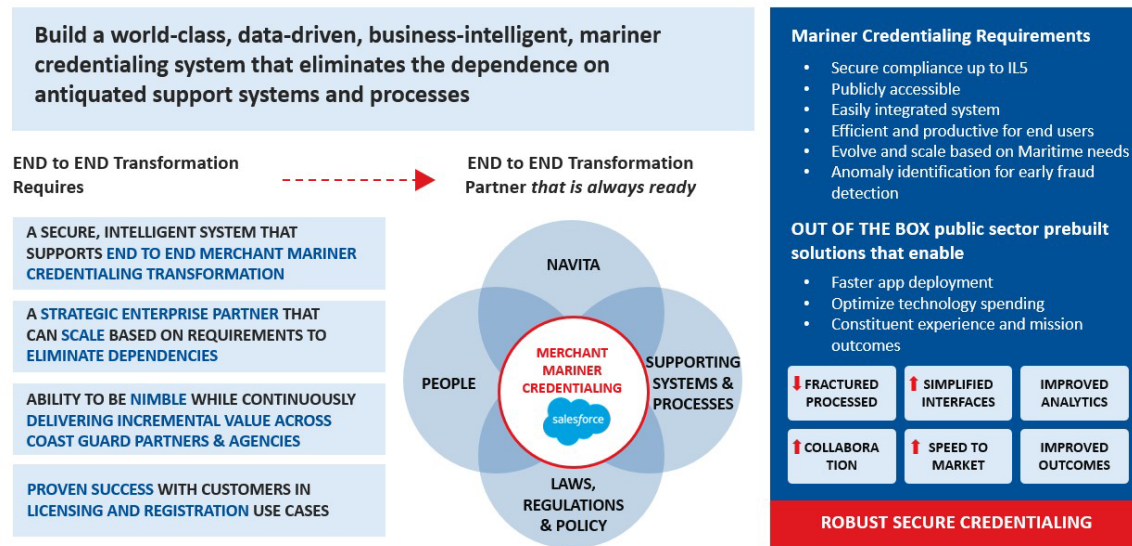 Build a world-class, data-driven, business-intelligent, mariner
credentialing system that eliminates the dependence on
antiquated support systems and processes
END to END Transformation
Requires
END to END Transformation
Partner that is always ready
A SECURE, INTELLIGENT SYSTEM THAT
SUPPORTS END TO END MERCHANT MARINER
CREDENTIALING TRANSFORMATION
A STRATEGIC ENTERPRISE PARTNER THAT
CAN SCALE BASED ON REQUIREMENTS TO
ELIMINATE DEPENDENCIES
ABILITY TO BE NIMBLE WHILE CONTINUOUSLY
DELIVERING INCREMENTAL VALUE ACROSS
COAST GUARD PARTNERS & AGENCIES
PROVEN SUCCESS WITH CUSTOMERS IN
LICENSING AND REGISTRATION USE CASES
NAVITA
PEOPLE
MERCHANT
MARINER
CREDENTIALING
salesforce
SUPPORTING
SYSTEMS &
PROCESSES
LAWS,
REGULATIONS
& POLICY
Mariner Credentialing Requirements
• Secure compliance up to IL5
• Publicly accessible
• Easily integrated system
• Efficient and productive for end users
• Evolve and scale based on Maritime needs
• Anomaly identification for early fraud
detection
OUT OF THE BOX public sector prebuilt
solutions that enable
• Faster app deployment
• Optimize technology spending
• Constituent experience and mission
outcomes
FRACTURED
PROCESSED
SIMPLIFIED
INTERFACES
IMPROVED
ANALYTICS
COLLABORA
TION
SPEED TO
MARKET
IMPROVED
OUTCOMES
ROBUST SECURE CREDENTIALING